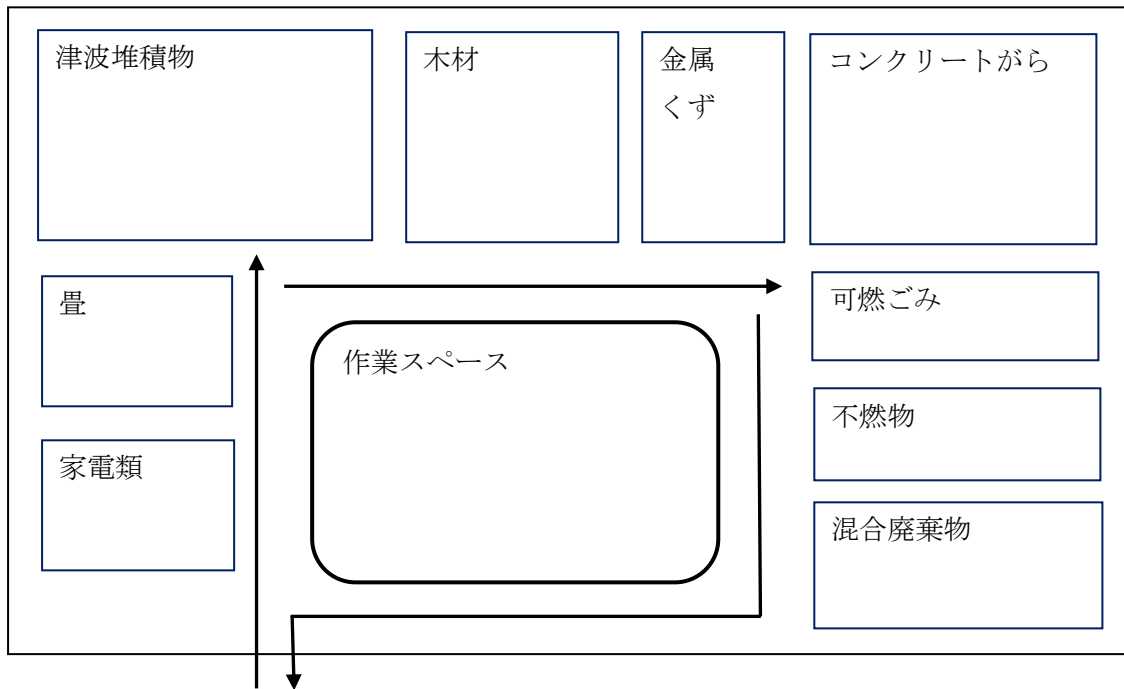 津波堆積物
木材
金属
くず
コンクリートがら
畳
可燃ごみ
作業スペース
不燃物
家電類
混合廃棄物